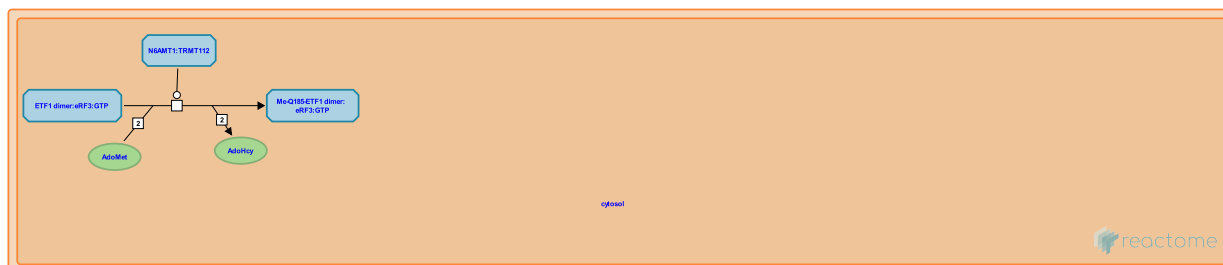 N6AMT1:TRMT112
ETF1 dimer:eRF3:GTP
Me-Q185-ETF1 dimer:
eRF3:GTP
2
2
AdoMet
AdoHcy
cytosol
reactome